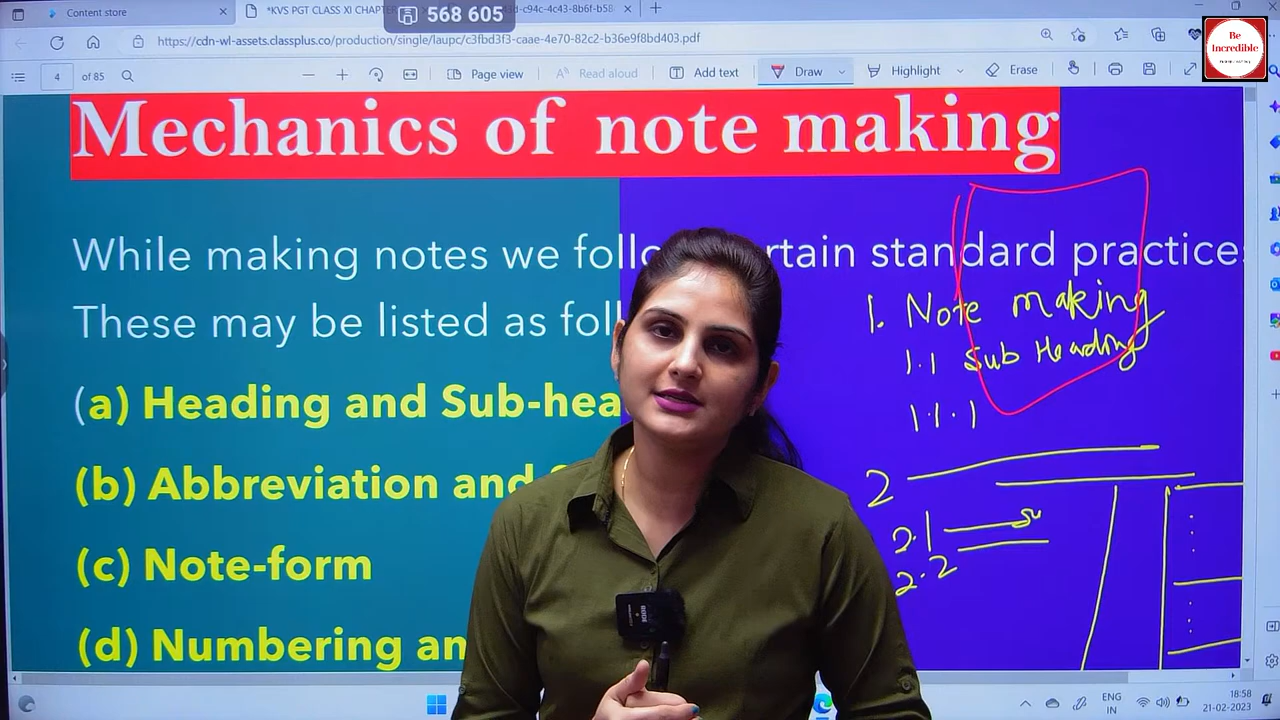 Content store
*KVS PGT CLASS XI CHAPTE
568 605
https://cdn-wl-assets.classplus.co/production/single/laupc/c3fbd3f3-caae-4e70-82c2-b36e9f8bd403.pdf
Be
Incredible
4 of 85
Page view
Read aloud
Add text
Draw
Highlight
Erase
Mechanics of note making
While making notes we follo rtain standard practices
These may be listed as foll
(a) Heading and Sub-hea
(b) Abbreviation and
(c) Note-form
(d) Numbering an
1. Note making
1.1 Sub Heading
1.1.1
2
2.1
2.2
RODE
ENG
IN
18:58
21-02-2023